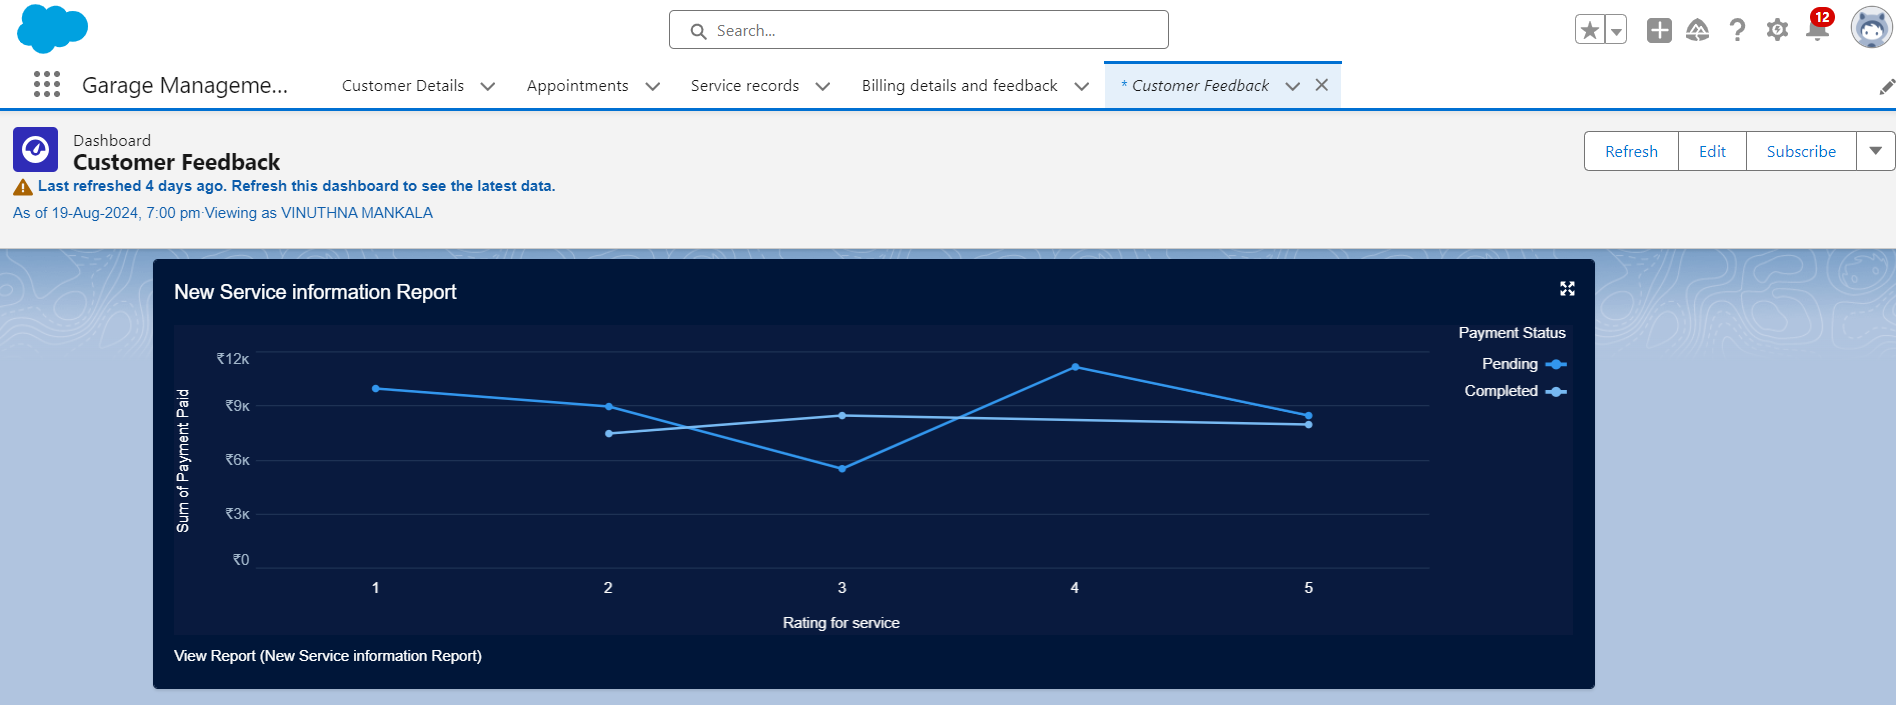 Search...
12
Garage Manageme...
Customer Details
Appointments
Service records
Billing details and feedback
* Customer Feedback
Dashboard
Customer Feedback
Last refreshed 4 days ago. Refresh this dashboard to see the latest data.
As of 19-Aug-2024, 7:00 pm·Viewing as VINUTHNA MANKALA
Refresh
Edit
Subscribe
New Service information Report
Payment Status
Pending
Completed
Sum of Payment Paid
₹12K
₹9K
₹6K
₹3K
₹0
1 2 3 4 5
Rating for service
View Report (New Service information Report)